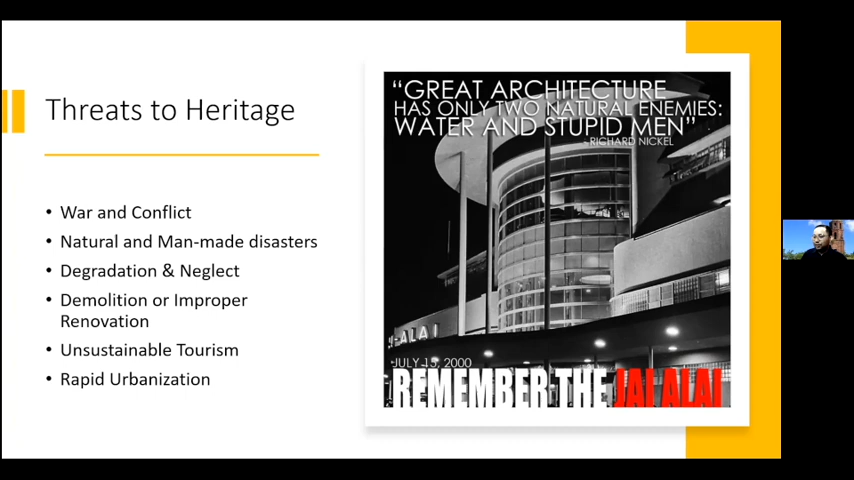 Threats to Heritage
• War and Conflict
• Natural and Man-made disasters
• Degradation & Neglect
• Demolition or Improper
Renovation
• Unsustainable Tourism
• Rapid Urbanization
“GREAT ARCHITECTURE
HAS ONLY TWO NATURAL ENEMIES:
WATER AND STUPID MEN”
~RICHARD NICKEL
I-ALAI
JULY 15, 2000
REMEMBER THE JAI ALAI